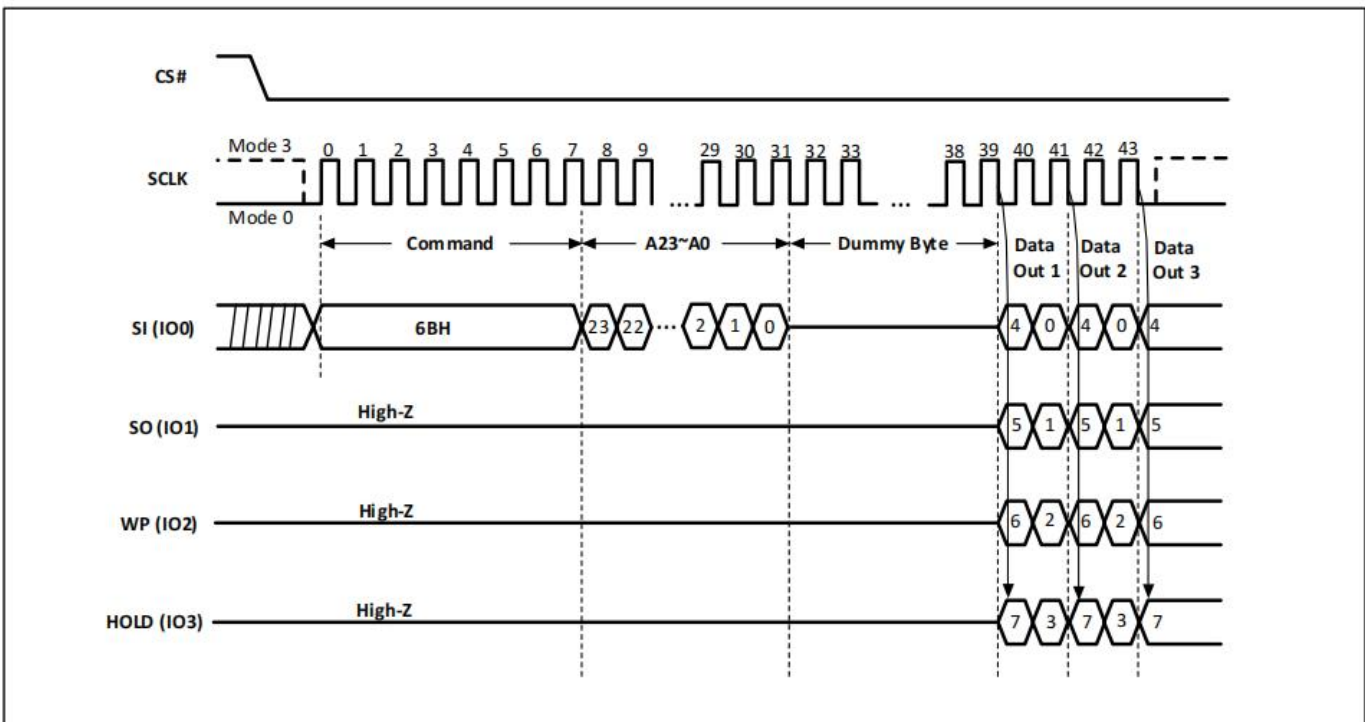 CS#
Mode 3
0 1 2 3 4 5 6 7 8 9 29 30 31 32 33 38 39 40 41 42 43
SCLK
... ...
Mode 0
Command A23~A0 Dummy Byte Data Data Data
Out 1 Out 2 Out 3
SI (IO0) 6BH 23 22 ... 2 1 0 4 0 4 0 4
High-Z
SO (IO1) 5 1 5 1 5
High-Z
WP (IO2) 6 2 6 2 6
High-Z
HOLD (IO3) 7 3 7 3 7